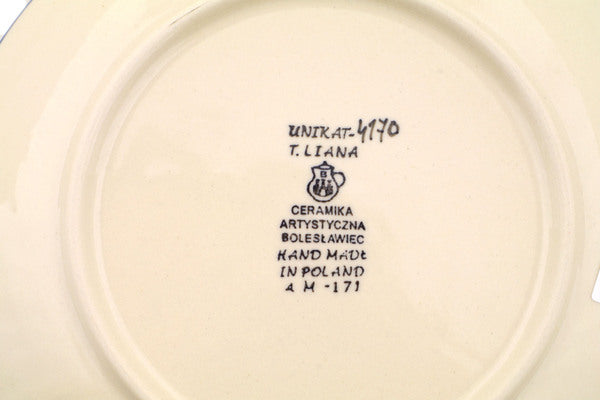 UNIKAT-4170
T. LIANA
B
CERAMIKA
ARTYSTYCZNA
BOLESŁAWIEC
HAND MADE
IN POLAND
A M -171